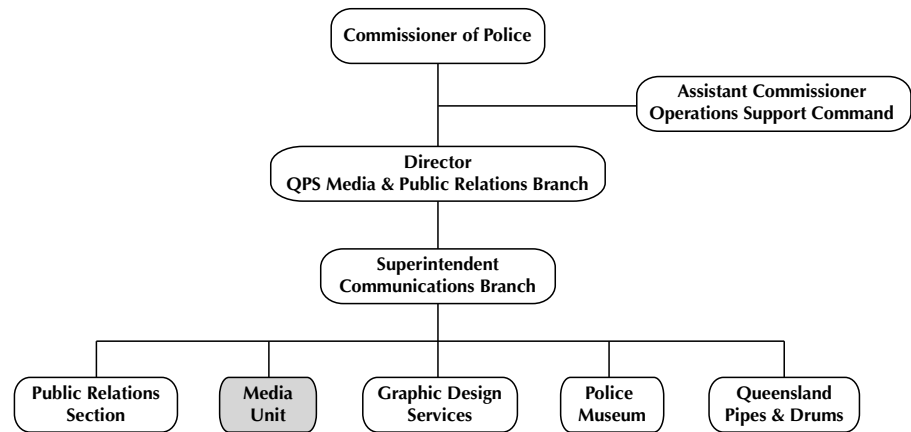 Commissioner of Police
Assistant Commissioner
Operations Support Command
Director
QPS Media & Public Relations Branch
Superintendent
Communications Branch
Public Relations
Section
Media
Unit
Graphic Design
Services
Police
Museum
Queensland
Pipes & Drums